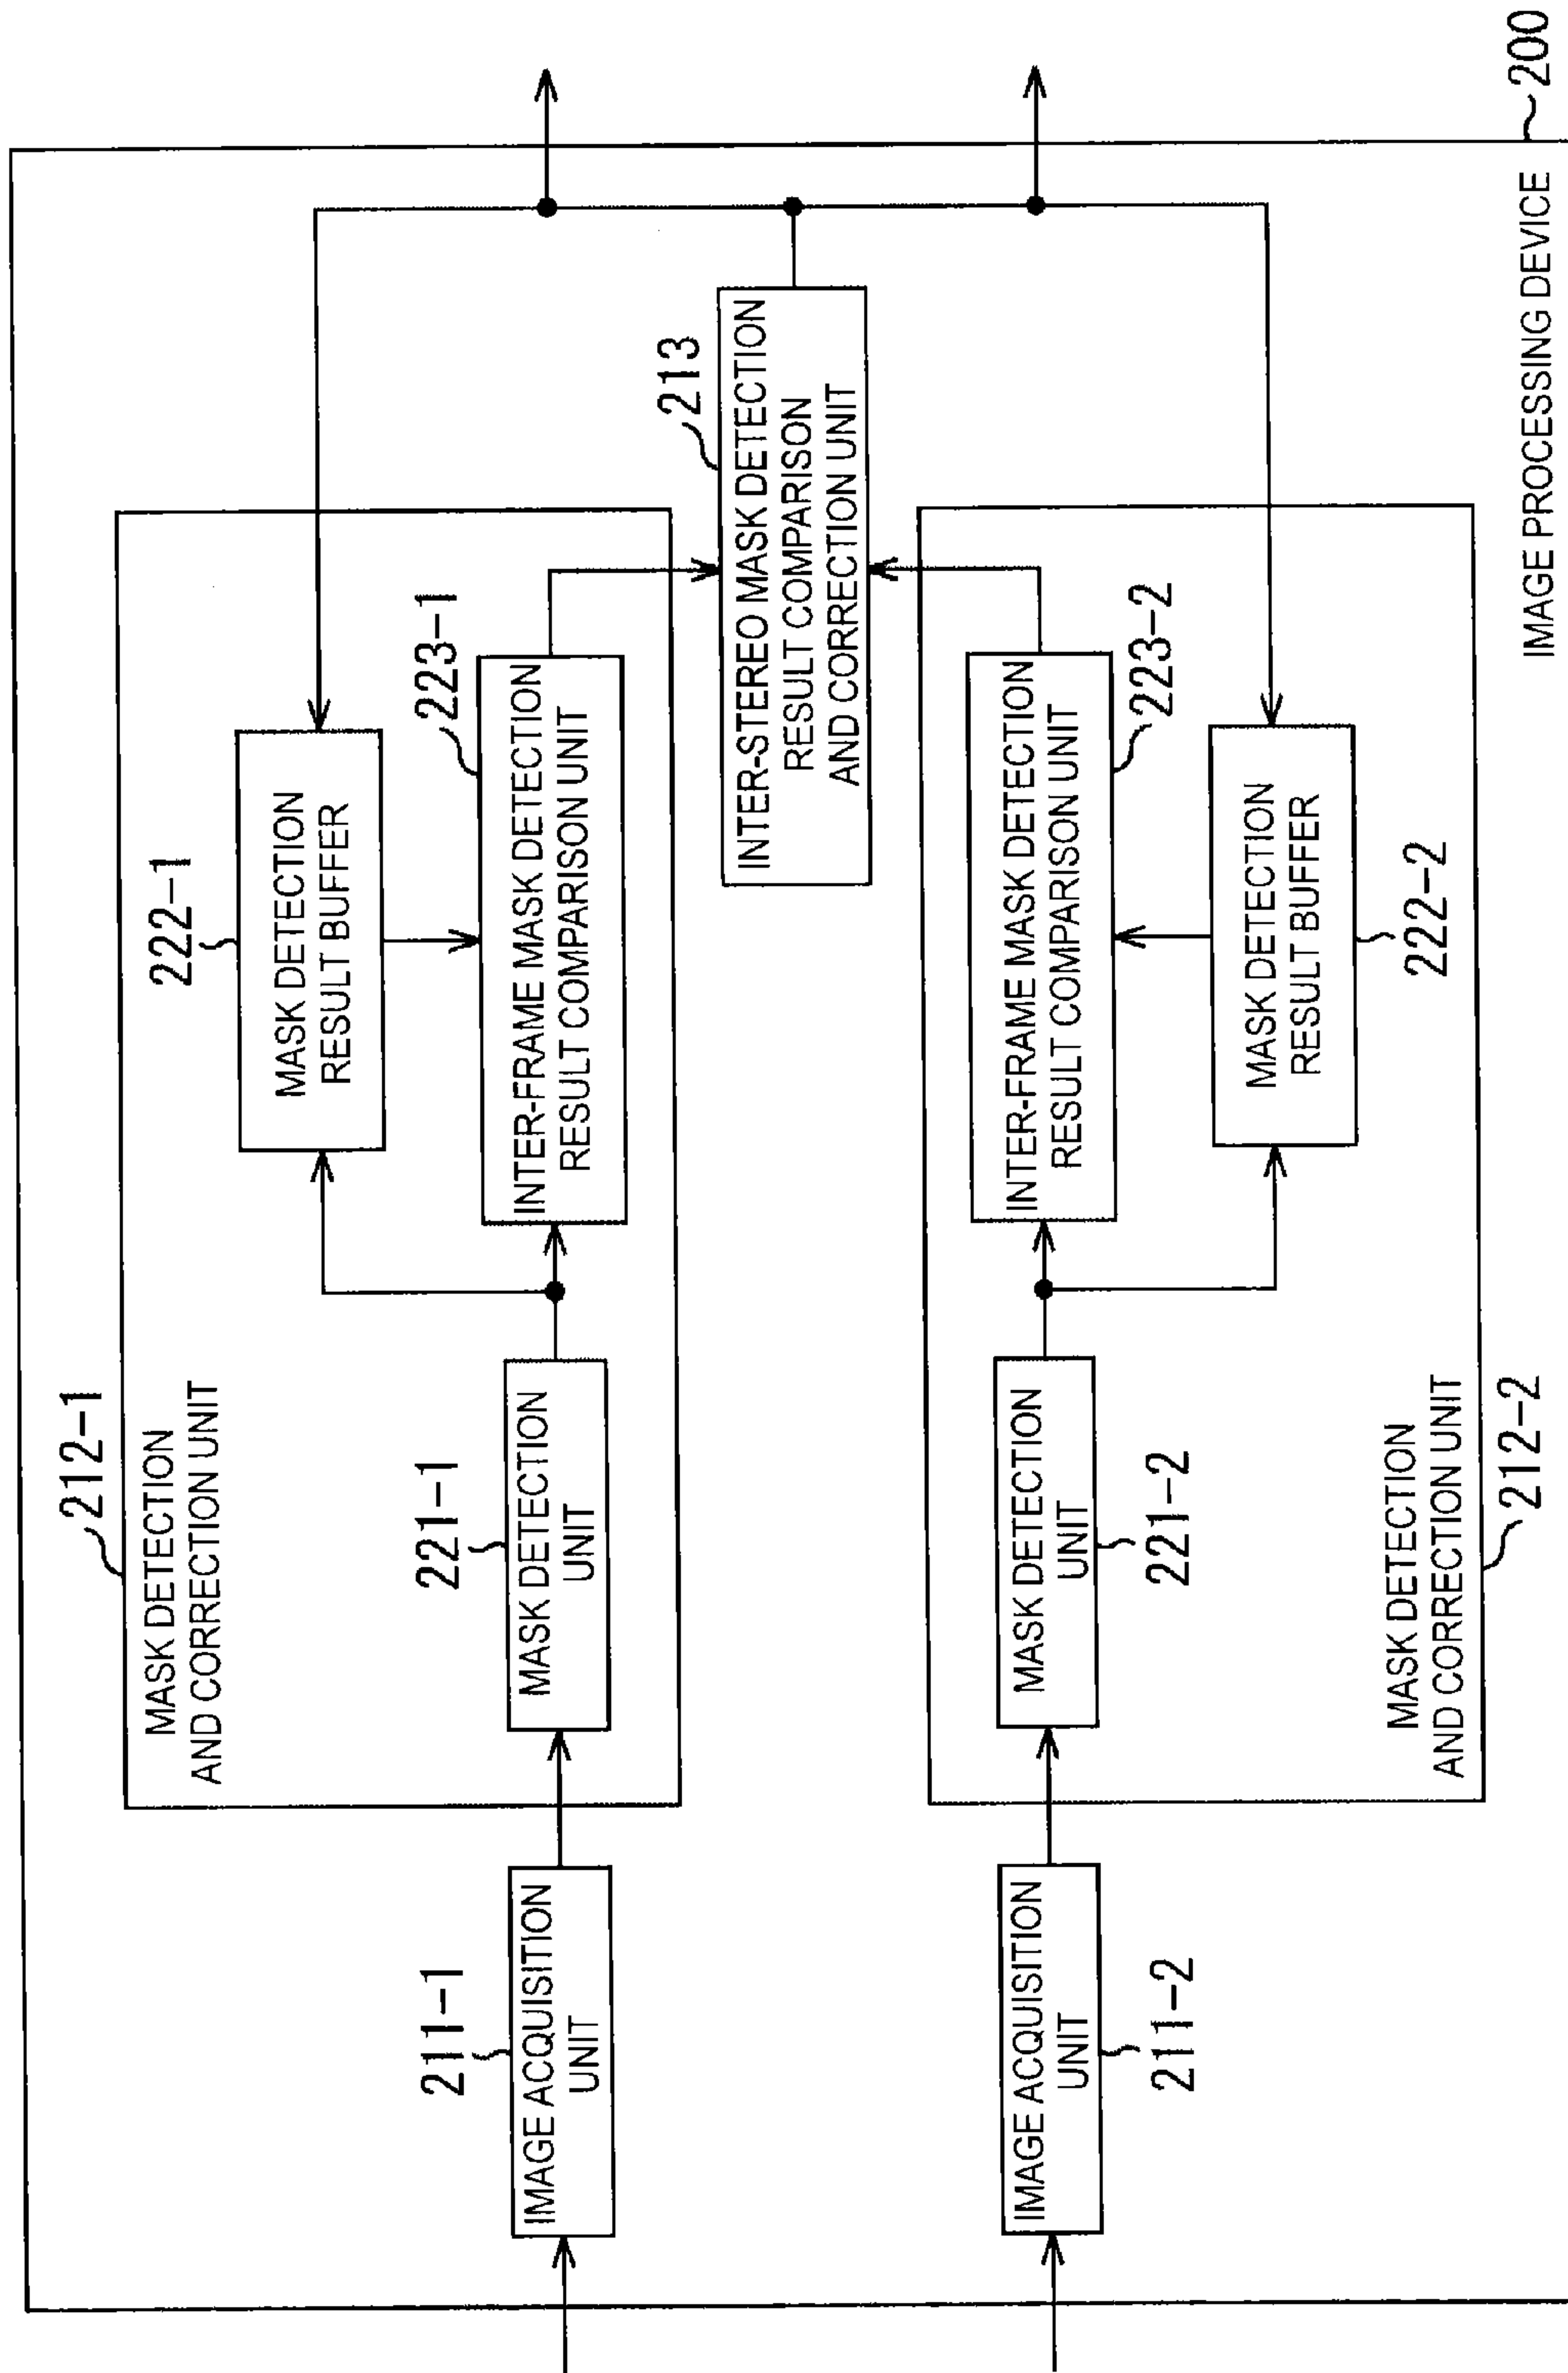 212-1
MASK DETECTION
AND CORRECTION UNIT
222-1
MASK DETECTION
RESULT BUFFER
211-1
IMAGE ACQUISITION
UNIT
221-1
MASK DETECTION
UNIT
223-1
INTER-FRAME MASK DETECTION
RESULT COMPARISON UNIT
213
INTER-STEREO MASK DETECTION
RESULT COMPARISON
AND CORRECTION UNIT
IMAGE ACQUISITION
UNIT
211-2
MASK DETECTION
UNIT
221-2
INTER-FRAME MASK DETECTION
RESULT COMPARISON UNIT
223-2
MASK DETECTION
RESULT BUFFER
222-2
MASK DETECTION
AND CORRECTION UNIT
212-2
IMAGE PROCESSING DEVICE
200